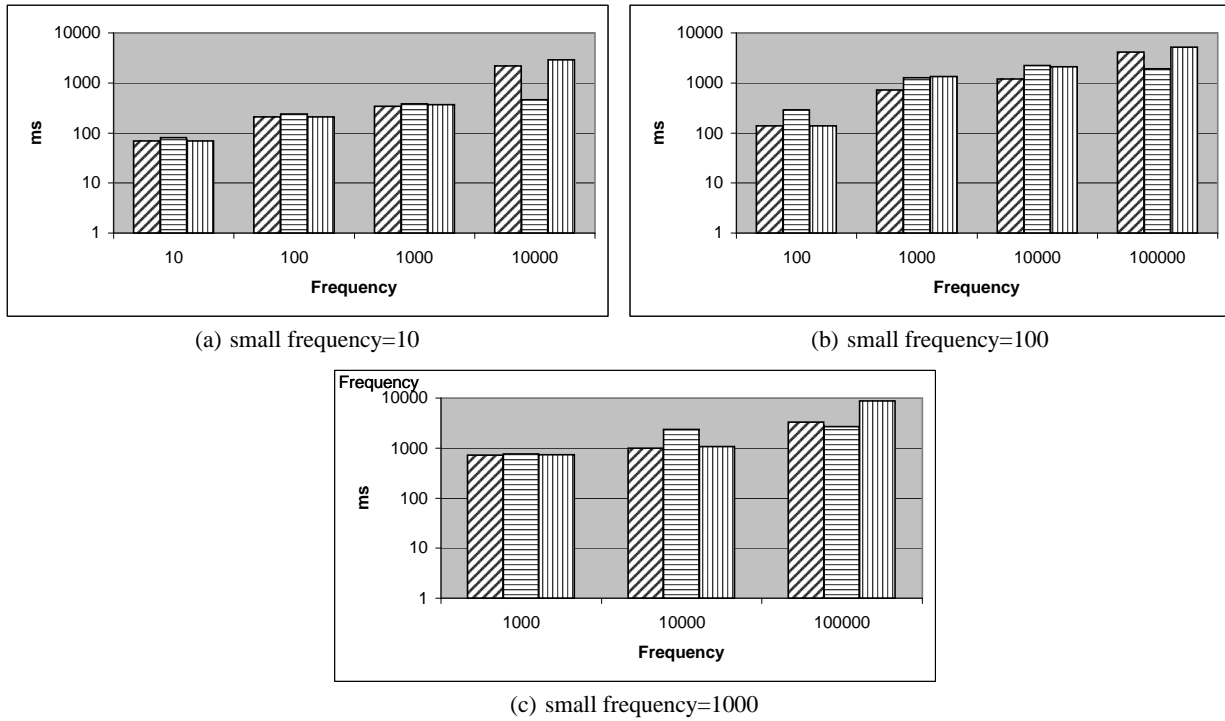 10000
1000
100
10
1
ms
10 100 1000 10000
Frequency
(a) small frequency=10
10000
1000
100
10
1
ms
100 1000 10000 100000
Frequency
(b) small frequency=100
Frequency
10000
1000
100
10
1
ms
1000 10000 100000
Frequency
(c) small frequency=1000